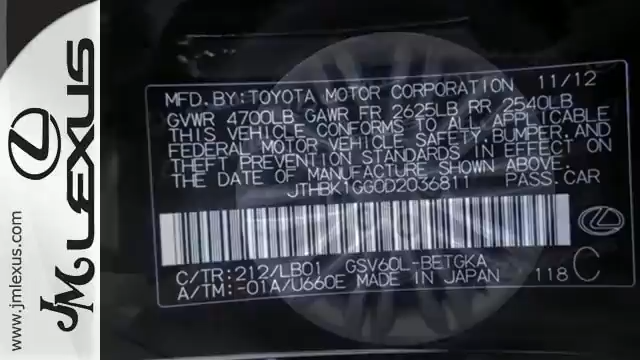 www.jmlexus.com
JM LEXUS
MFD. BY: TOYOTA MOTOR CORPORATION 11/12
GVWR 4700LB GAWR FR 2625LB RR 2540LB
THIS VEHICLE CONFORMS TO ALL APPLICABLE
FEDERAL MOTOR VEHICLE SAFETY, BUMPER, AND
THEFT PREVENTION STANDARDS IN EFFECT ON
THE DATE OF MANUFACTURE SHOWN ABOVE.
JTHBK1GG0D2036811 PASS. CAR
C/TR: 212/LB01 GSV60L-BETGKA
A/TM: -01A/U660E MADE IN JAPAN 118 C